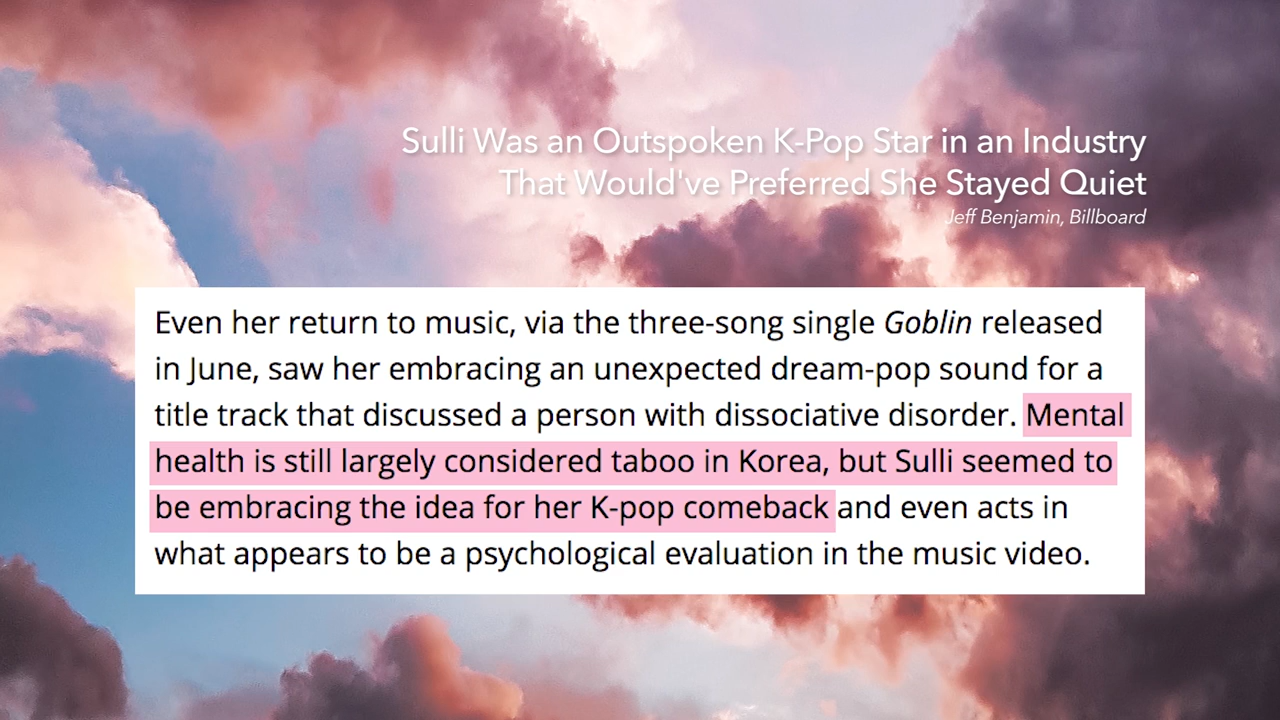 Sulli Was an Outspoken K-Pop Star in an Industry
That Would've Preferred She Stayed Quiet
Jeff Benjamin, Billboard
Even her return to music, via the three-song single Goblin released
in June, saw her embracing an unexpected dream-pop sound for a
title track that discussed a person with dissociative disorder. Mental
health is still largely considered taboo in Korea, but Sulli seemed to
be embracing the idea for her K-pop comeback and even acts in
what appears to be a psychological evaluation in the music video.